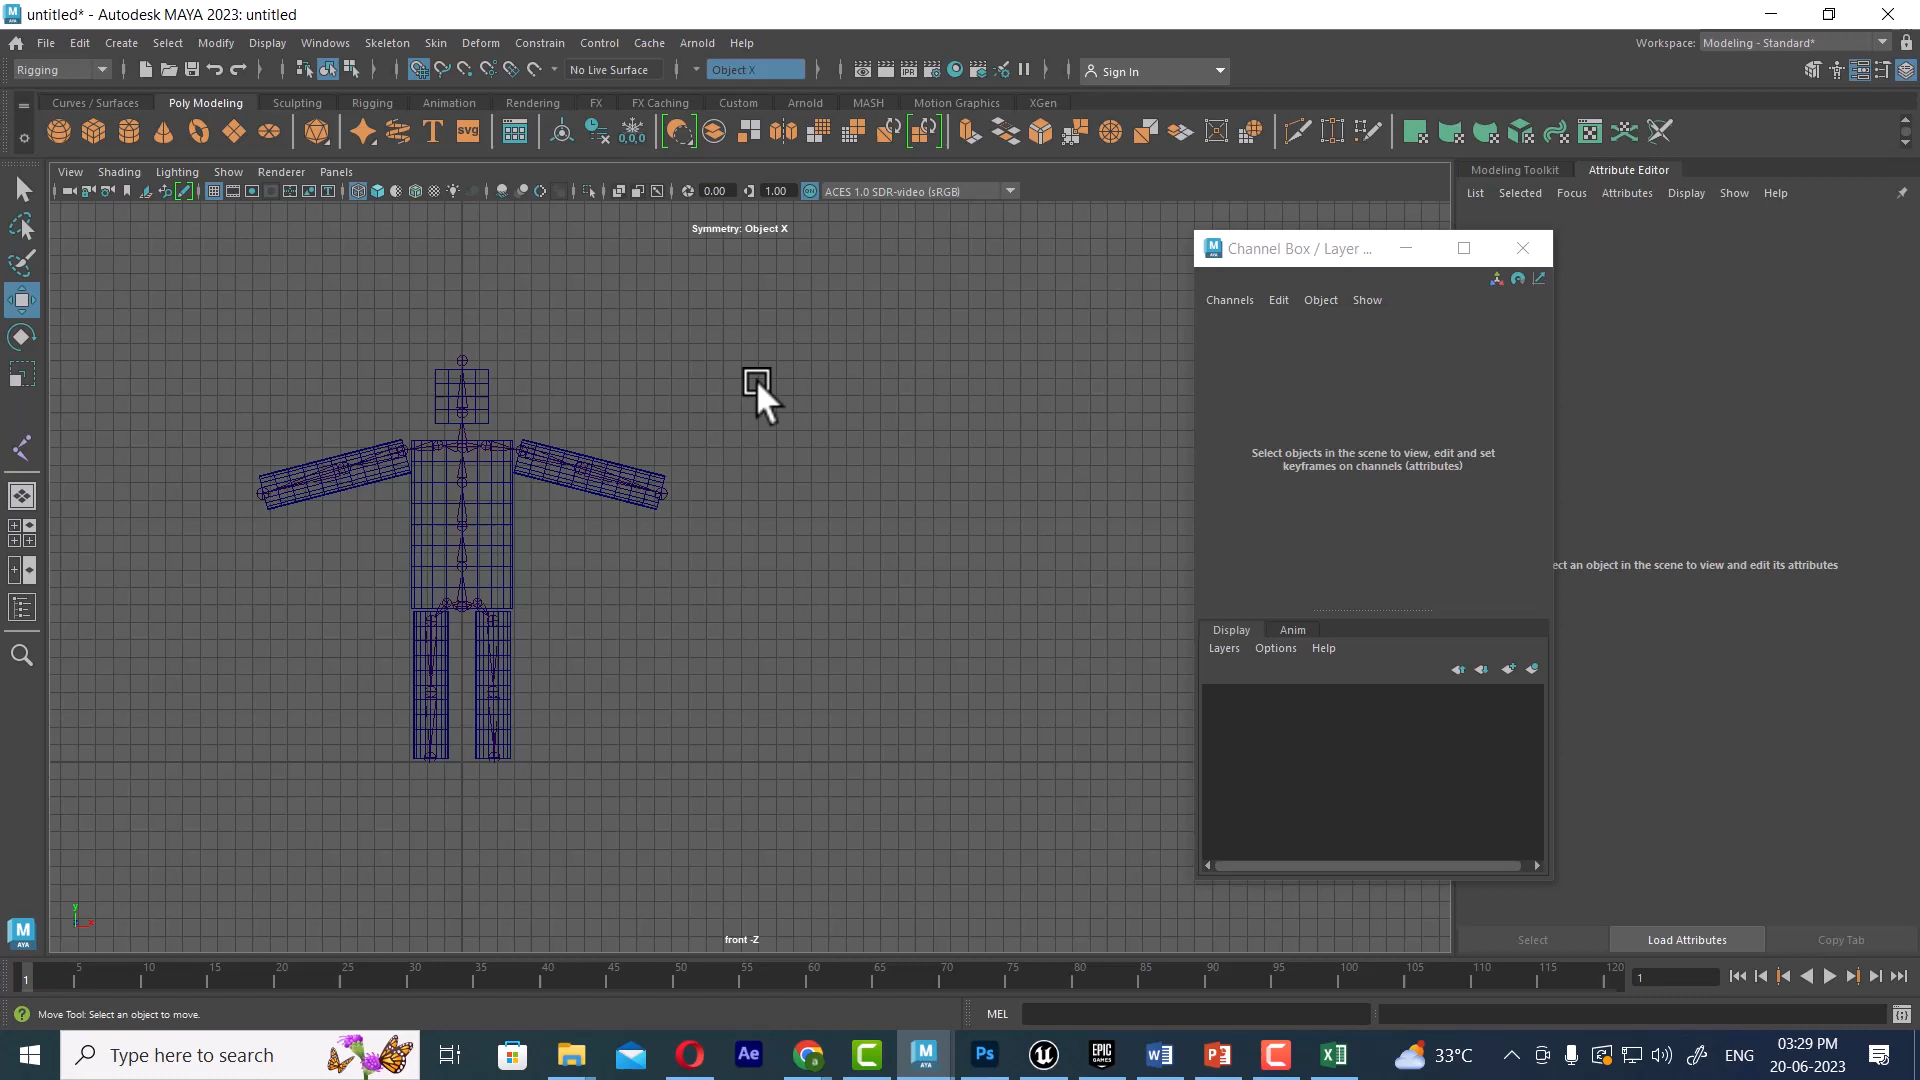 untitled* - Autodesk MAYA 2023: untitled
File Edit Create Select Modify Display Windows Skeleton Skin Deform Constrain Control Cache Arnold Help
Workspace: Modeling - Standard*
Rigging No Live Surface Object X Sign In
Curves / Surfaces Poly Modeling Sculpting Rigging Animation Rendering FX FX Caching Custom Arnold MASH Motion Graphics XGen
T svg 0,0,0
View Shading Lighting Show Renderer Panels
0.00 1.00 ACES 1.0 SDR-video (sRGB)
Modeling Toolkit Attribute Editor
List Selected Focus Attributes Display Show Help
Symmetry: Object X
Channel Box / Layer ...
Channels Edit Object Show
Select objects in the scene to view, edit and set
keyframes on channels (attributes)
ect an object in the scene to view and edit its attributes
Display Anim
Layers Options Help
y
x
front -Z
Select Load Attributes Copy Tab
1 5 10 15 20 25 30 35 40 45 50 55 60 65 70 75 80 85 90 95 100 105 110 115 120 1
Move Tool: Select an object to move.
MEL
Type here to search
33°C
ENG
03:29 PM
20-06-2023